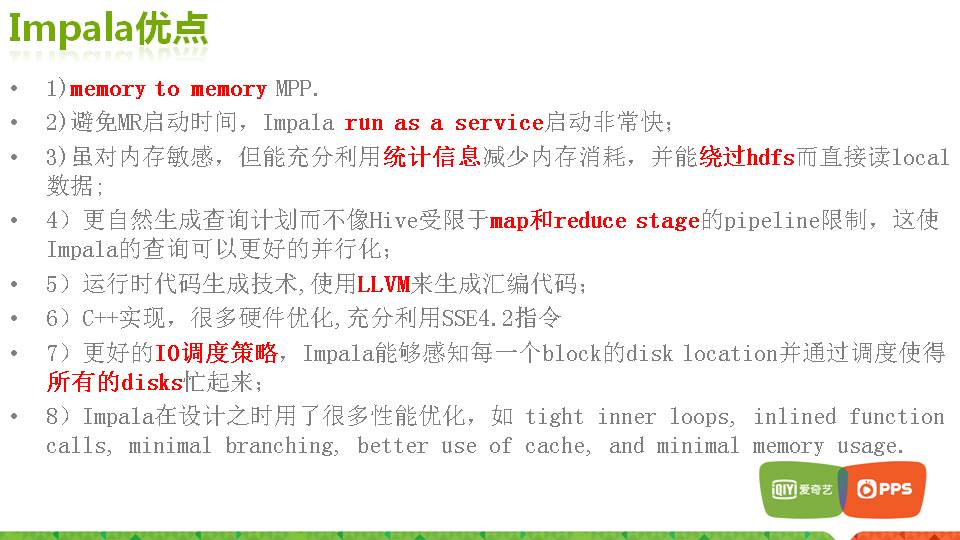 Impala优点
• 1)memory to memory MPP.
• 2)避免MR启动时间，Impala run as a service启动非常快；
• 3)虽对内存敏感，但能充分利用统计信息减少内存消耗，并能绕过hdfs而直接读local
数据；
• 4）更自然生成查询计划而不像Hive受限于map和reduce stage的pipeline限制，这使
Impala的查询可以更好的并行化；
• 5）运行时代码生成技术,使用LLVM来生成汇编代码；
• 6）C++实现，很多硬件优化,充分利用SSE4.2指令
• 7）更好的IO调度策略，Impala能够感知每一个block的disk location并通过调度使得
所有的disks忙起来；
• 8）Impala在设计之时用了很多性能优化，如 tight inner loops, inlined function
calls, minimal branching, better use of cache, and minimal memory usage.
iQIYI 爱奇艺 PPS